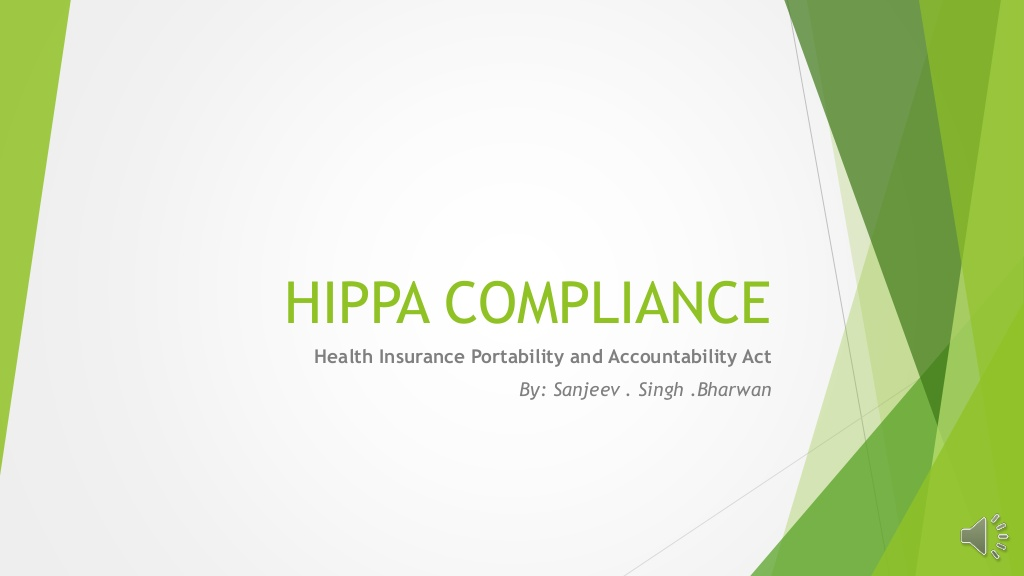 HIPPA COMPLIANCE
Health Insurance Portability and Accountability Act
By: Sanjeev . Singh .Bharwan